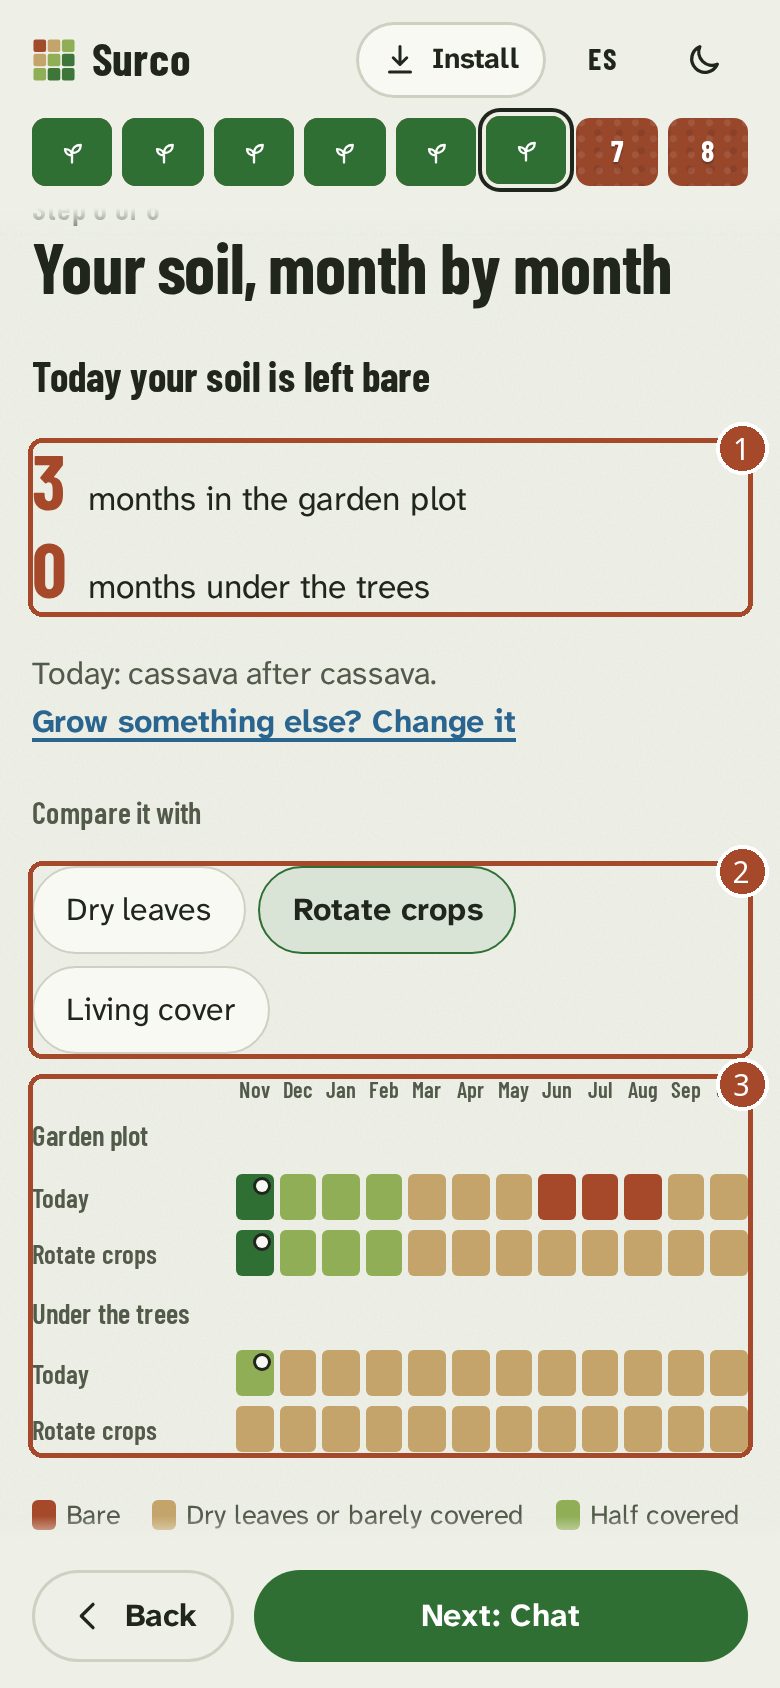 Surco
Install
ES
7
8
Your soil, month by month
Today your soil is left bare
1
3 months in the garden plot
0 months under the trees
Today: cassava after cassava.
Grow something else? Change it
Compare it with
2
Dry leaves
Rotate crops
Living cover
3
Nov Dec Jan Feb Mar Apr May Jun Jul Aug Sep
Garden plot
Today
Rotate crops
Under the trees
Today
Rotate crops
Bare
Dry leaves or barely covered
Half covered
Back
Next: Chat